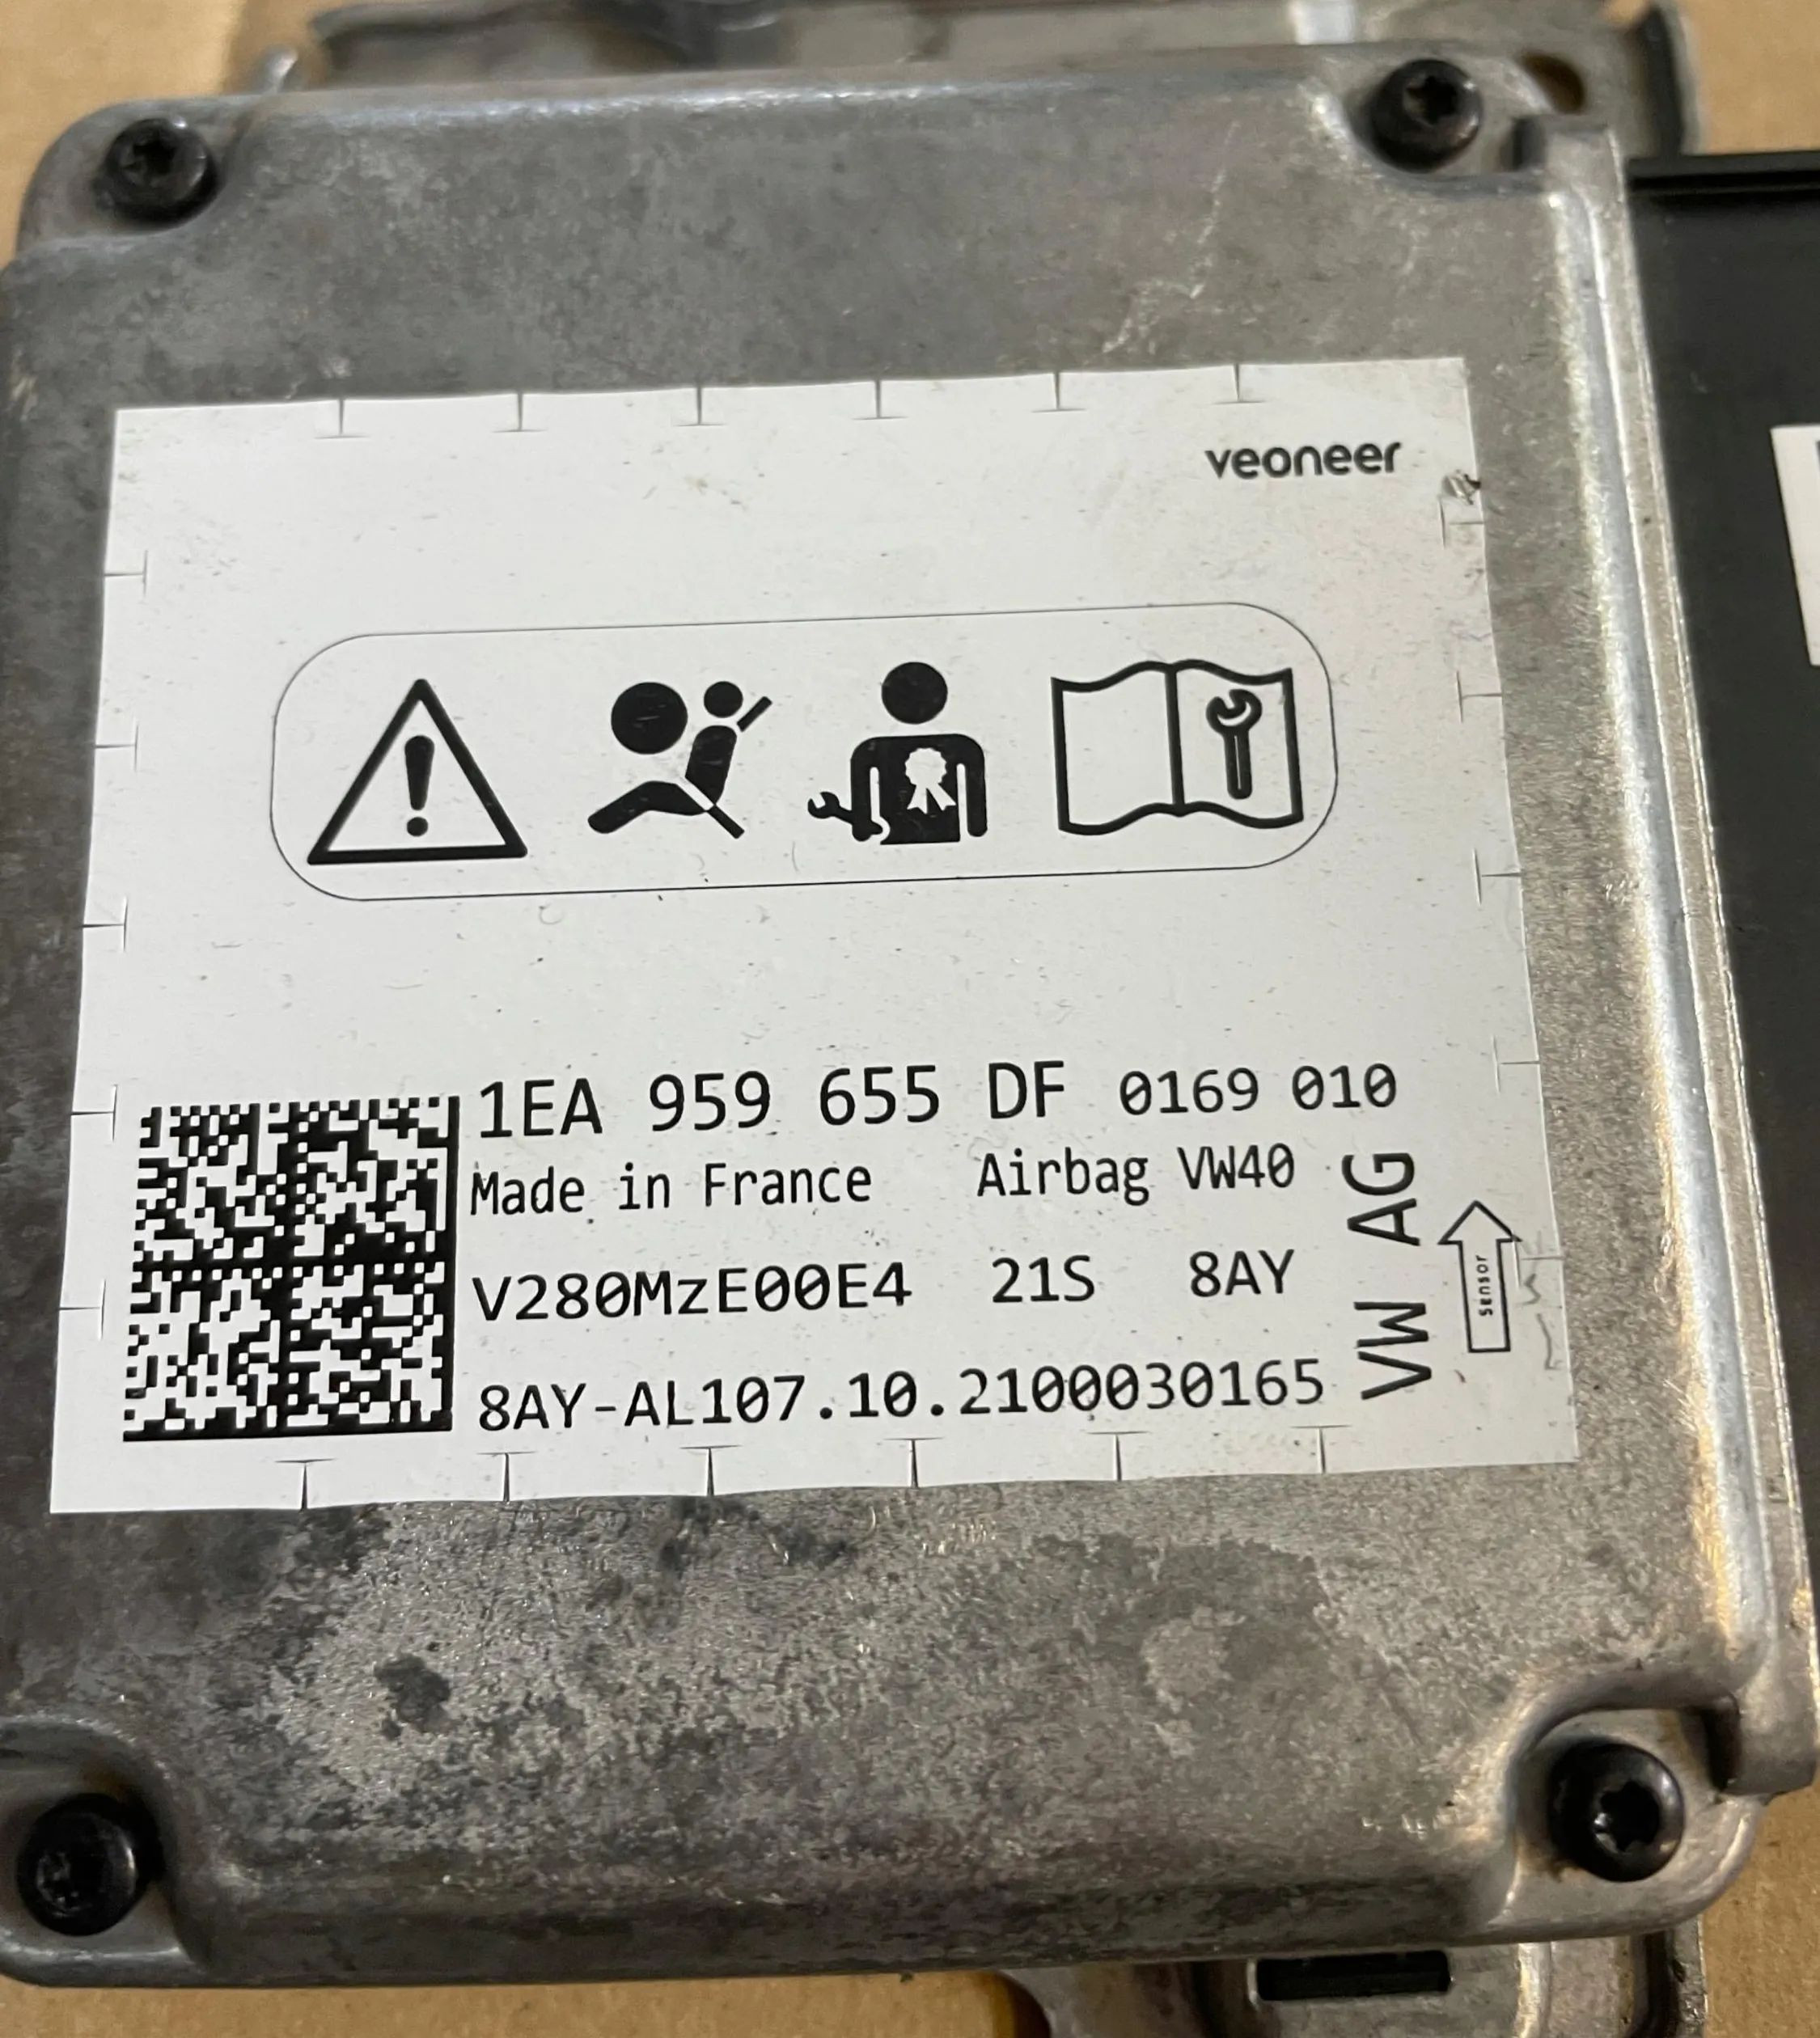 veoneer
1EA 959 655 DF 0169 010
Made in France Airbag VW40
V280MzE00E4 21S 8AY
8AY-AL107.10.2100030165
VW AG
Sensor